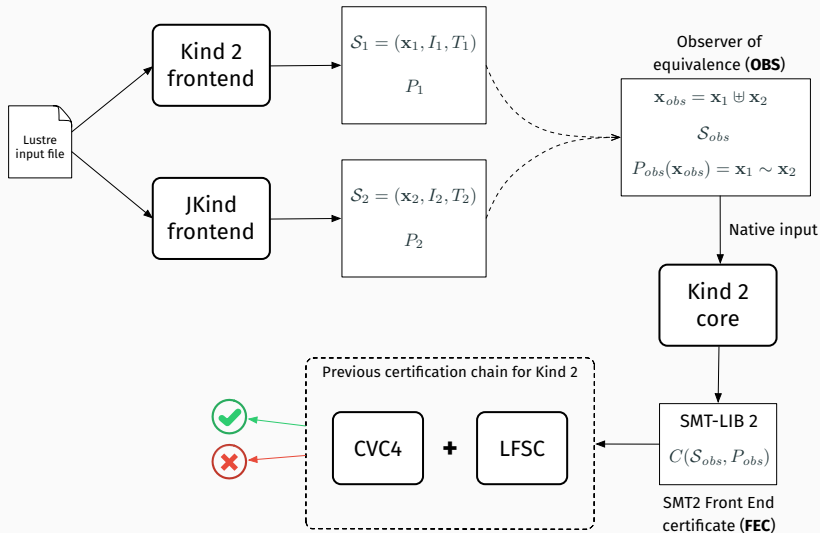 Lustre
input file
Kind 2
frontend
JKind
frontend
𝒮₁ = (𝐱₁, I₁, T₁)
P₁
𝒮₂ = (𝐱₂, I₂, T₂)
P₂
Observer of
equivalence (OBS)
𝐱_obs = 𝐱₁ ⊎ 𝐱₂
𝒮_obs
P_obs(𝐱_obs) = 𝐱₁ ∼ 𝐱₂
Native input
Kind 2
core
Previous certification chain for Kind 2
CVC4
+
LFSC
SMT-LIB 2
C(𝒮_obs, P_obs)
SMT2 Front End
certificate (FEC)